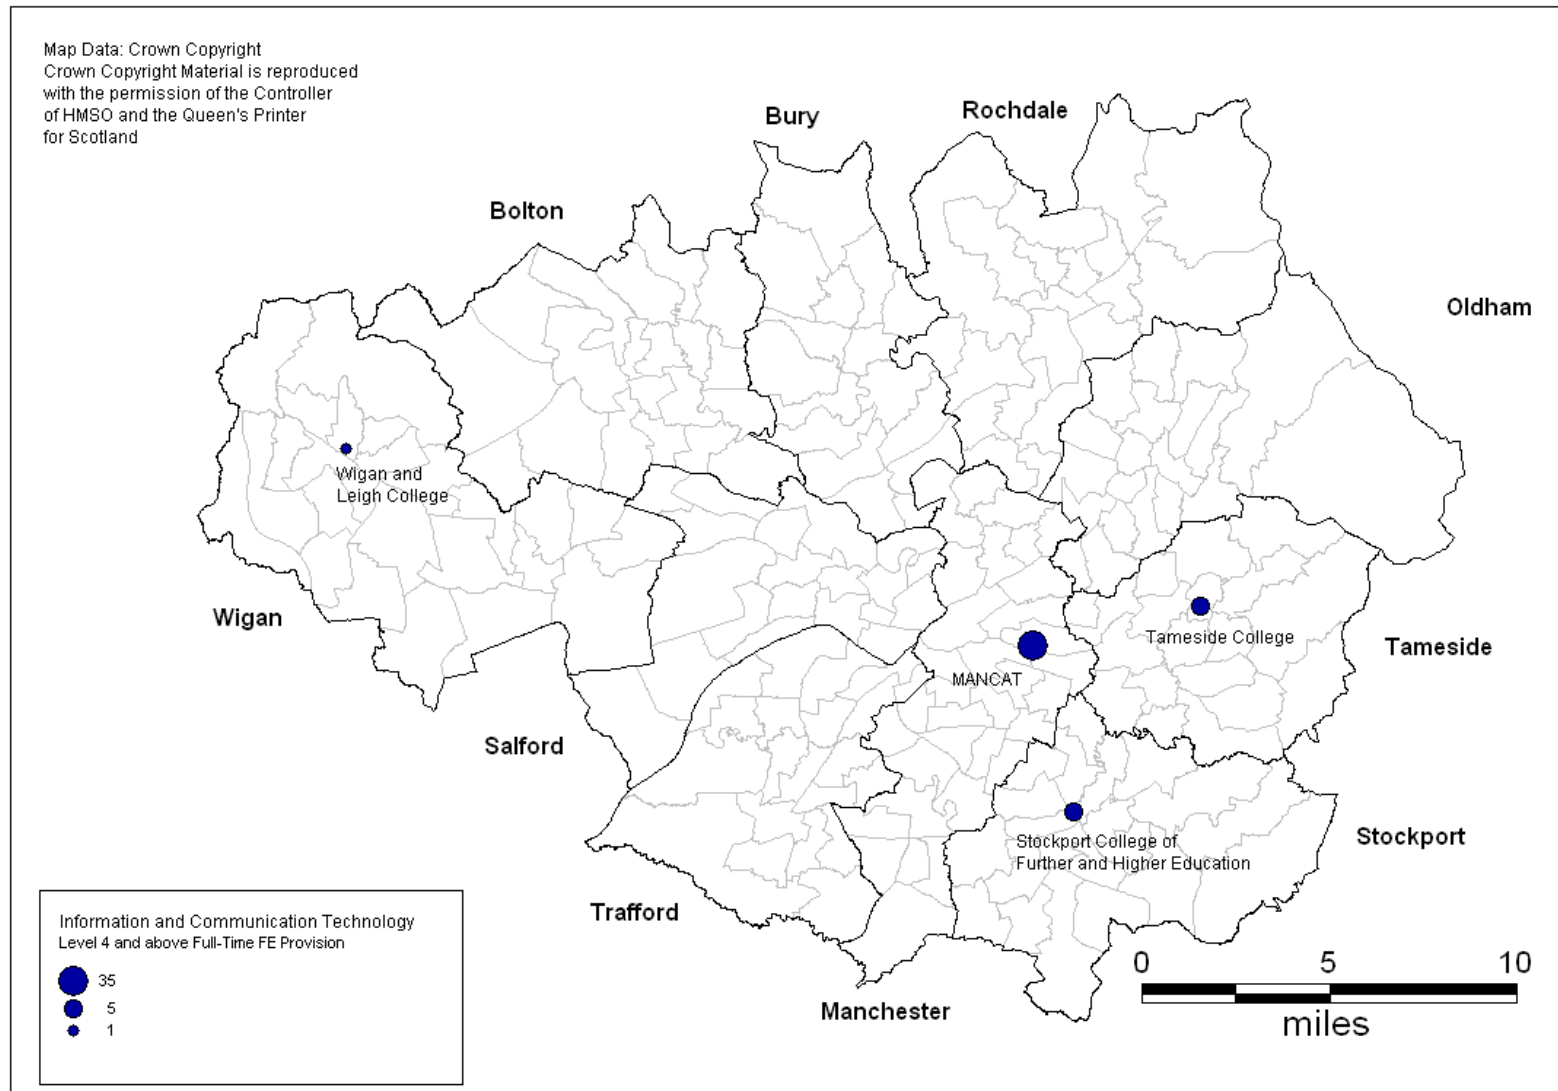 Map Data: Crown Copyright
Crown Copyright Material is reproduced
with the permission of the Controller
of HMSO and the Queen's Printer
for Scotland
Bury
Rochdale
Bolton
Oldham
Wigan and
Leigh College
Wigan
Tameside College
Tameside
MANCAT
Salford
Stockport College of
Further and Higher Education
Stockport
Trafford
Manchester
Information and Communication Technology
Level 4 and above Full-Time FE Provision
35
5
1
0 5 10
miles